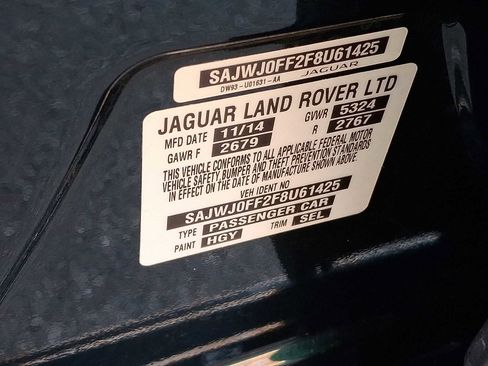 SAJWJ0FF2F8U61425
DW93-U01631-AA JAGUAR
JAGUAR LAND ROVER LTD
MFD DATE 11/14 GVWR 5324
GAWR F 2679 R 2767
THIS VEHICLE CONFORMS TO ALL APPLICABLE FEDERAL MOTOR
VEHICLE SAFETY, BUMPER AND THEFT PREVENTION STANDARDS
IN EFFECT ON THE DATE OF MANUFACTURE SHOWN ABOVE.
VEH IDENT NO
SAJWJ0FF2F8U61425
TYPE PASSENGER CAR
PAINT HGY TRIM SEL